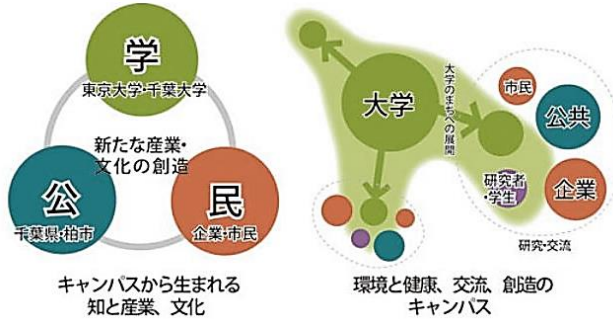 学
東京大学・千葉大学
新たな産業・
文化の創造
公
千葉県・柏市
民
企業・市民
キャンパスから生まれる
知と産業、文化
大学
大学のまちへの展開
市民
公共
研究者
・学生
企業
研究・交流
環境と健康、交流、創造の
キャンパス